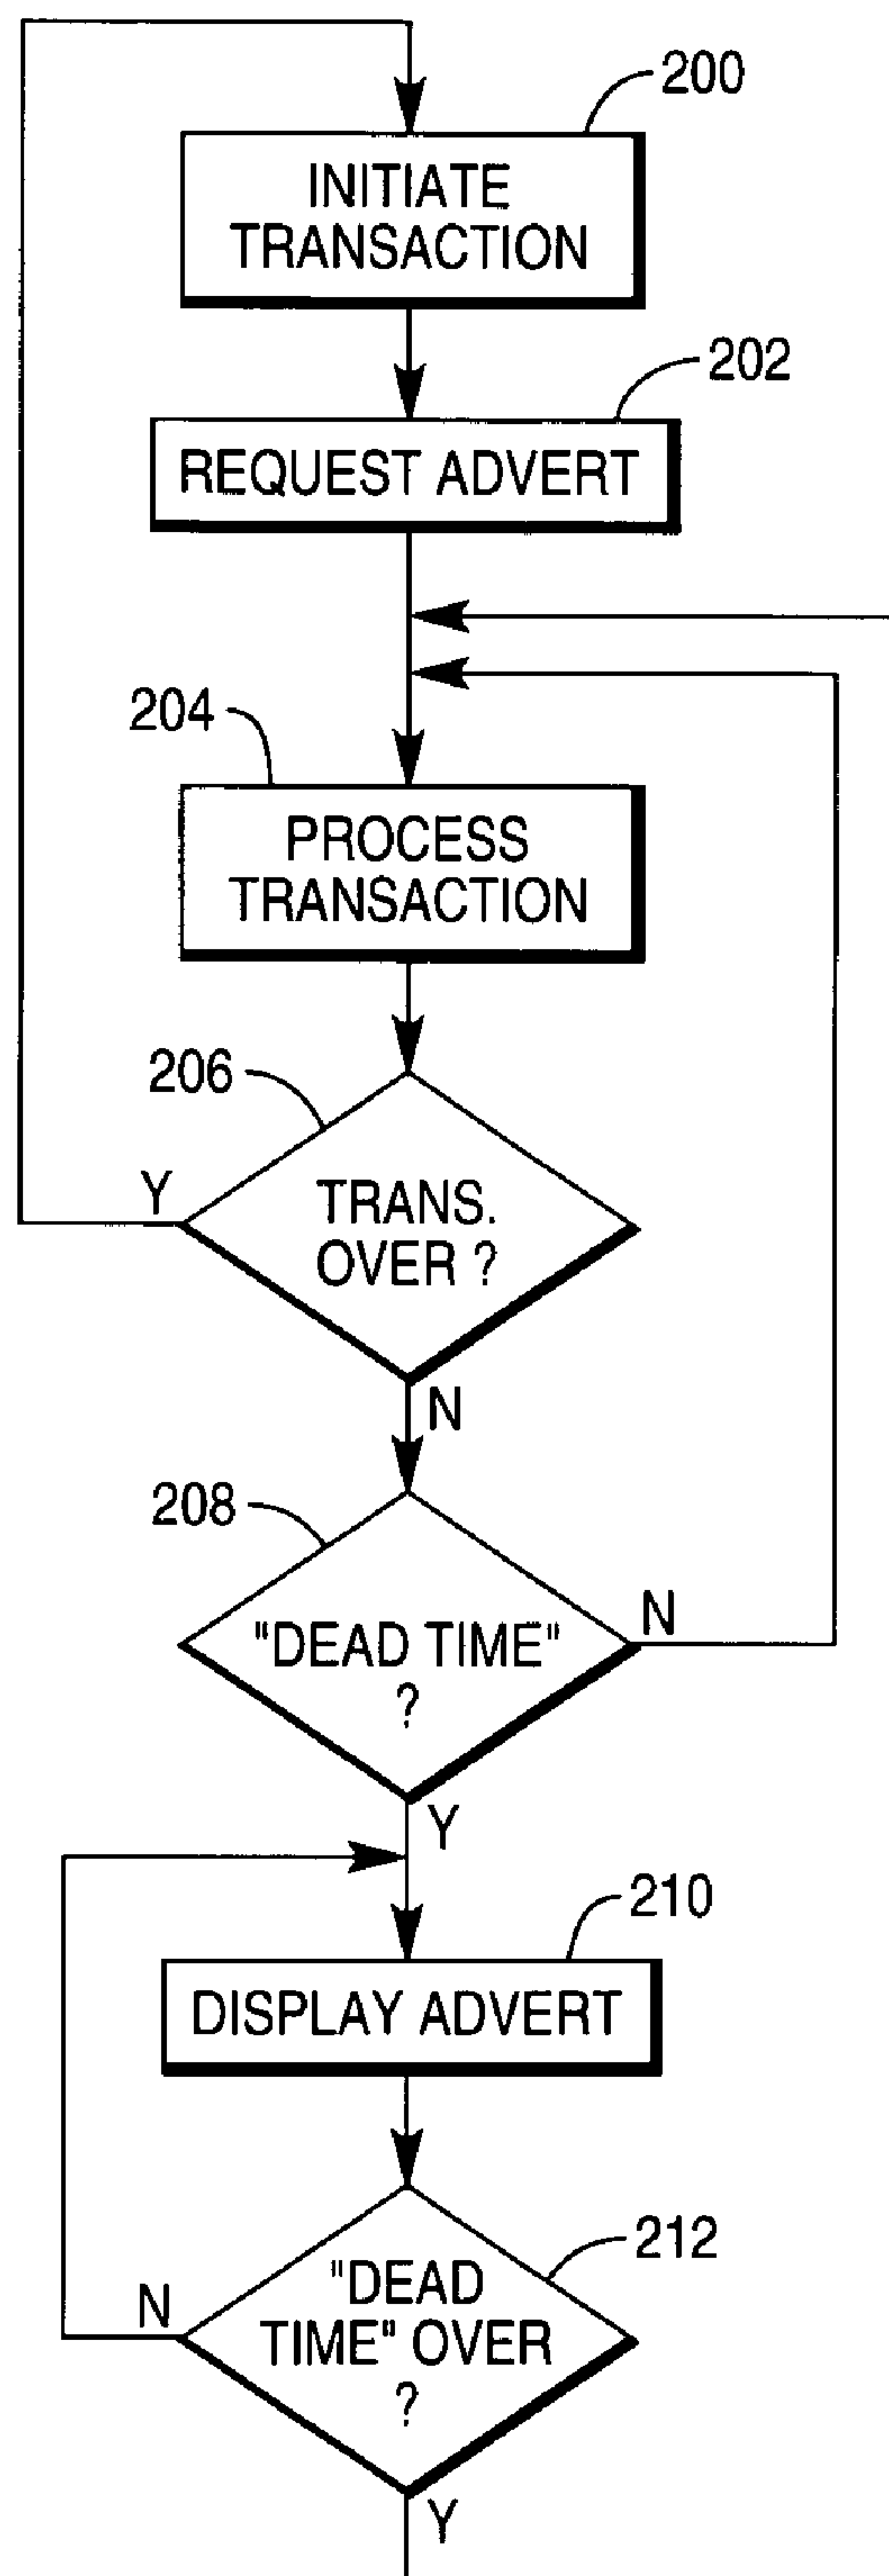 200
INITIATE
TRANSACTION
202
REQUEST ADVERT
204
PROCESS
TRANSACTION
206
Y
TRANS.
OVER ?
N
208
"DEAD TIME"
?
N
Y
210
DISPLAY ADVERT
212
N
"DEAD
TIME" OVER
?
Y